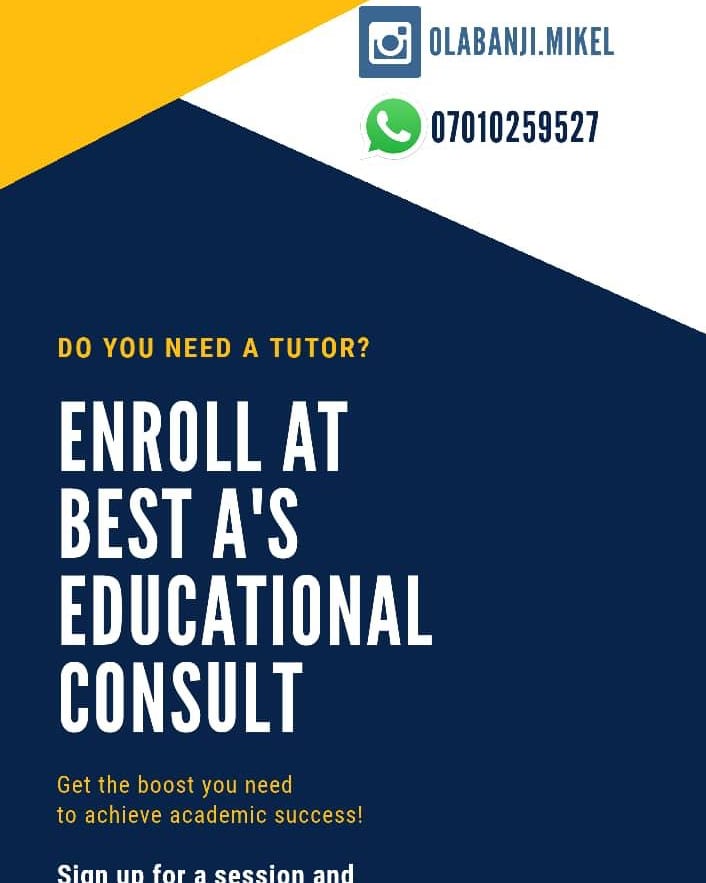 OLABANJI.MIKEL
07010259527
DO YOU NEED A TUTOR?
ENROLL AT
BEST A'S
EDUCATIONAL
CONSULT
Get the boost you need
to achieve academic success!
Sign up for a session and